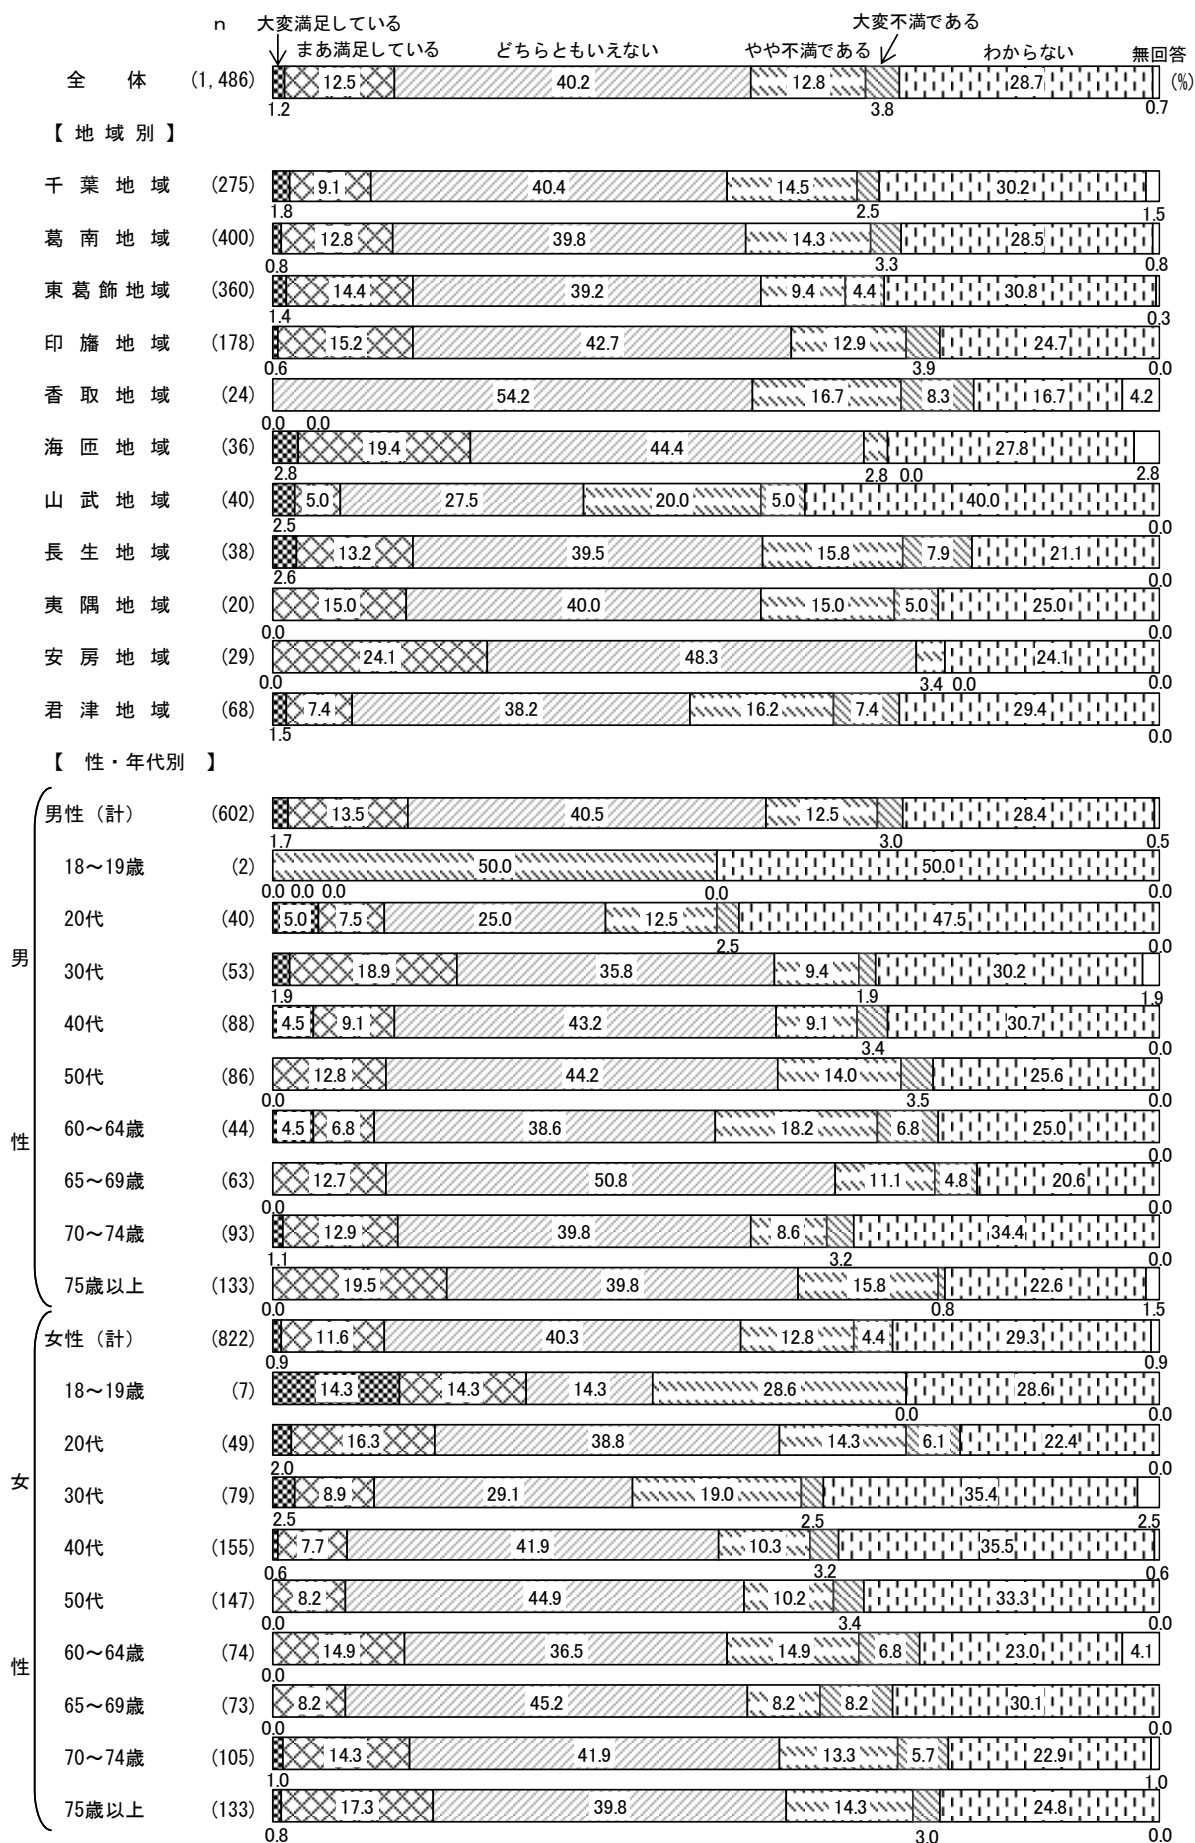 n 大変満足している 大変不満である
まあ満足している どちらともいえない やや不満である わからない 無回答
全 体 (1,486) 12.5 40.2 12.8 28.7 (%)
1.2 3.8 0.7
【 地 域 別 】
千 葉 地 域 (275) 9.1 40.4 14.5 30.2
1.8 2.5 1.5
葛 南 地 域 (400) 12.8 39.8 14.3 28.5
0.8 3.3 0.8
東 葛 飾 地 域 (360) 14.4 39.2 9.4 4.4 30.8
1.4 0.3
印 旛 地 域 (178) 15.2 42.7 12.9 24.7
0.6 3.9 0.0
香 取 地 域 (24) 54.2 16.7 8.3 16.7 4.2
0.0 0.0
海 匝 地 域 (36) 19.4 44.4 27.8
2.8 2.8 0.0 2.8
山 武 地 域 (40) 5.0 27.5 20.0 5.0 40.0
2.5 0.0
長 生 地 域 (38) 13.2 39.5 15.8 7.9 21.1
2.6 0.0
夷 隅 地 域 (20) 15.0 40.0 15.0 5.0 25.0
0.0 0.0
安 房 地 域 (29) 24.1 48.3 24.1
0.0 3.4 0.0 0.0
君 津 地 域 (68) 7.4 38.2 16.2 7.4 29.4
1.5 0.0
【 性・年代別 】
男性（計） (602) 13.5 40.5 12.5 28.4
1.7 3.0 0.5
18～19歳 (2) 50.0 50.0
0.0 0.0 0.0 0.0 0.0
20代 (40) 5.0 7.5 25.0 12.5 47.5
2.5 0.0
男
30代 (53) 18.9 35.8 9.4 30.2
1.9 1.9 1.9
40代 (88) 4.5 9.1 43.2 9.1 30.7
3.4 0.0
50代 (86) 12.8 44.2 14.0 25.6
0.0 3.5 0.0
60～64歳 (44) 4.5 6.8 38.6 18.2 6.8 25.0
性
0.0
65～69歳 (63) 12.7 50.8 11.1 4.8 20.6
0.0 0.0
70～74歳 (93) 12.9 39.8 8.6 34.4
1.1 3.2 0.0
75歳以上 (133) 19.5 39.8 15.8 22.6
0.0 0.8 1.5
女性（計） (822) 11.6 40.3 12.8 4.4 29.3
0.9 0.9
18～19歳 (7) 14.3 14.3 14.3 28.6 28.6
0.0 0.0
20代 (49) 16.3 38.8 14.3 6.1 22.4
2.0 0.0
女
30代 (79) 8.9 29.1 19.0 35.4
2.5 2.5 2.5
40代 (155) 7.7 41.9 10.3 35.5
0.6 3.2 0.6
50代 (147) 8.2 44.9 10.2 33.3
0.0 3.4 0.0
60～64歳 (74) 14.9 36.5 14.9 6.8 23.0 4.1
性
0.0
65～69歳 (73) 8.2 45.2 8.2 8.2 30.1
0.0 0.0
70～74歳 (105) 14.3 41.9 13.3 5.7 22.9
1.0 1.0
75歳以上 (133) 17.3 39.8 14.3 24.8
0.8 3.0 0.0